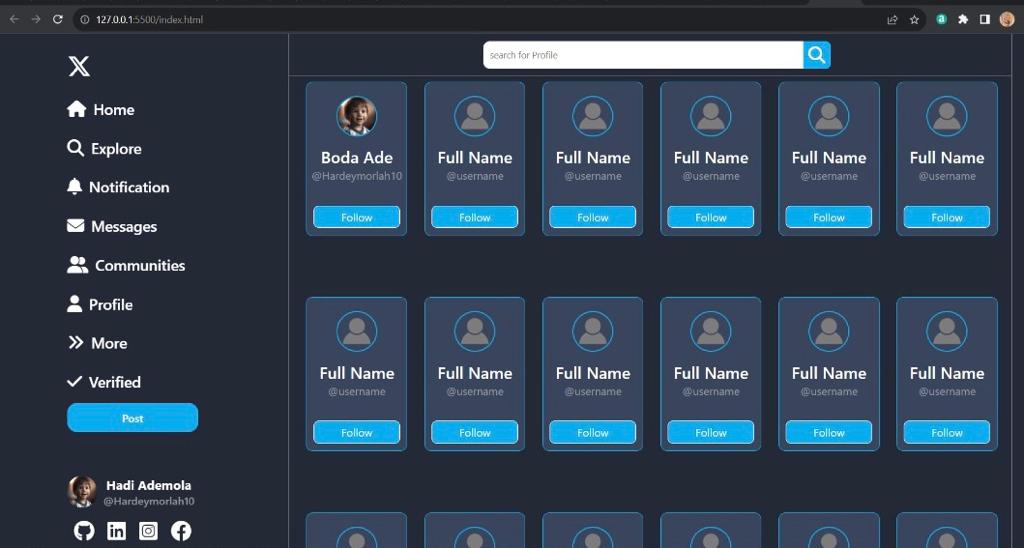 127.0.0.1:5500/index.html
search for Profile
Home
Explore
Notification
Messages
Communities
Profile
More
Verified
Post
Hadi Ademola
@Hardeymorlah10
Boda Ade
@Hardeymorlah10
Follow
Full Name
@username
Follow
Full Name
@username
Follow
Full Name
@username
Follow
Full Name
@username
Follow
Full Name
@username
Follow
Full Name
@username
Follow
Full Name
@username
Follow
Full Name
@username
Follow
Full Name
@username
Follow
Full Name
@username
Follow
Full Name
@username
Follow